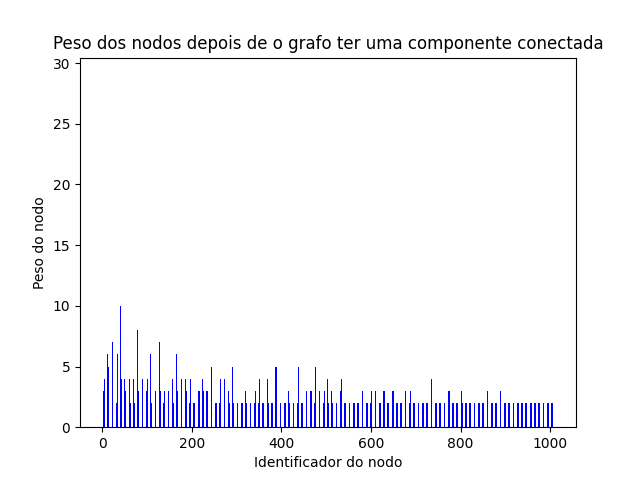 Peso dos nodos depois de o grafo ter uma componente conectada
30
25
20
15
10
5
0
Peso do nodo
0 200 400 600 800 1000
Identificador do nodo